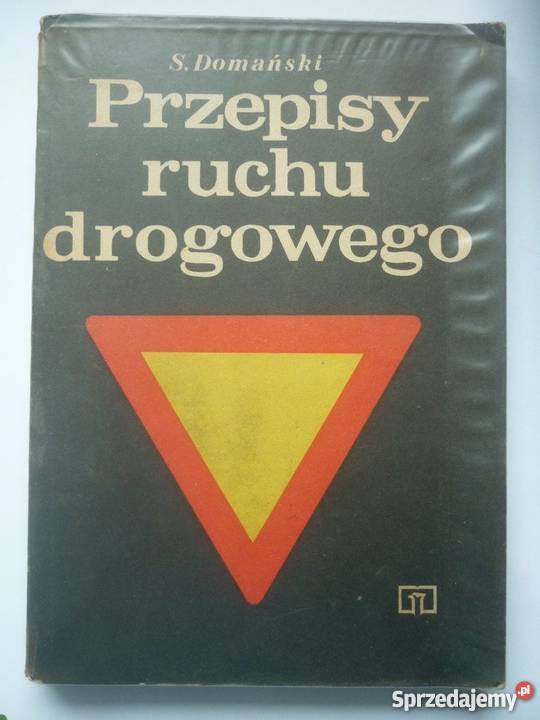 S. Domański
Przepisy
ruchu
drogowego
Sprzedajemy.pl